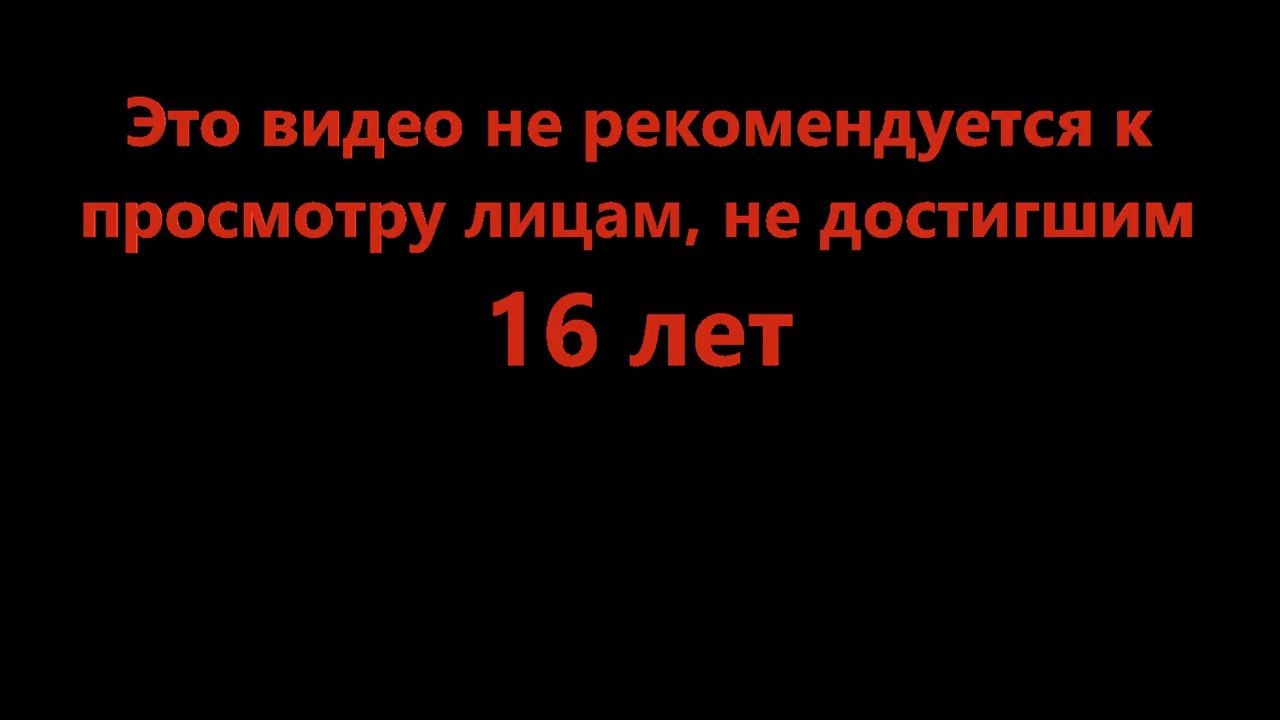 Это видео не рекомендуется к
просмотру лицам, не достигшим
16 лет